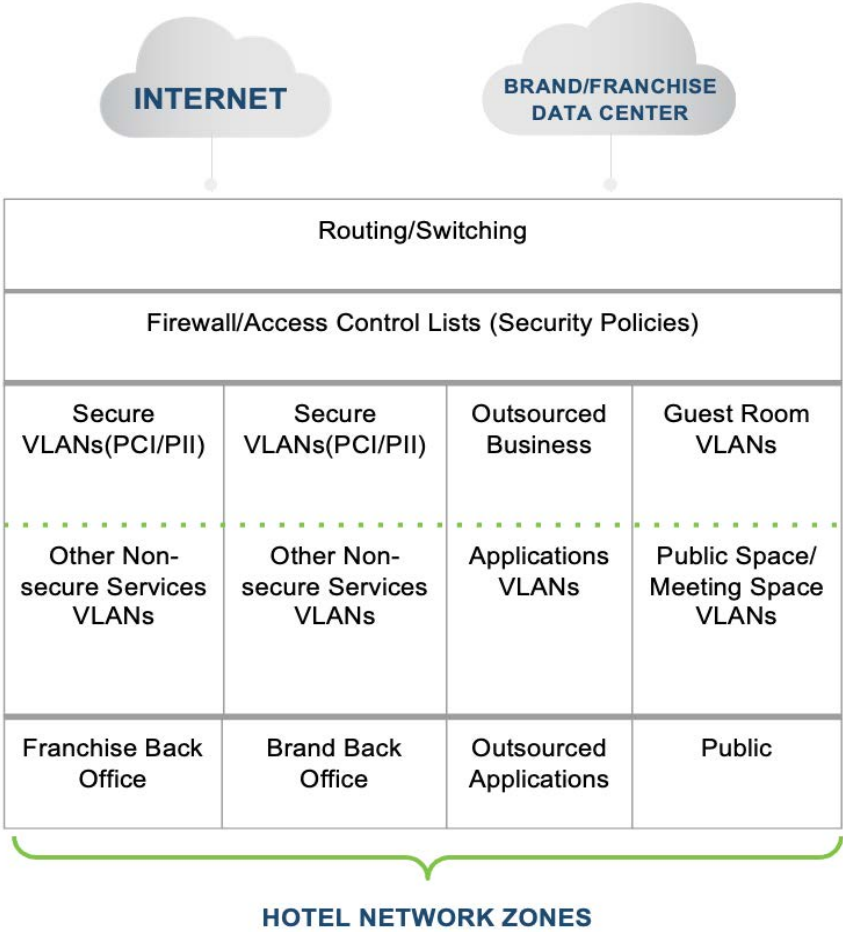 INTERNET
BRAND/FRANCHISE
DATA CENTER
Routing/Switching
Firewall/Access Control Lists (Security Policies)
Secure
VLANs(PCI/PII)
Secure
VLANs(PCI/PII)
Outsourced
Business
Guest Room
VLANs
Other Non-
secure Services
VLANs
Other Non-
secure Services
VLANs
Applications
VLANs
Public Space/
Meeting Space
VLANs
Franchise Back
Office
Brand Back
Office
Outsourced
Applications
Public
HOTEL NETWORK ZONES